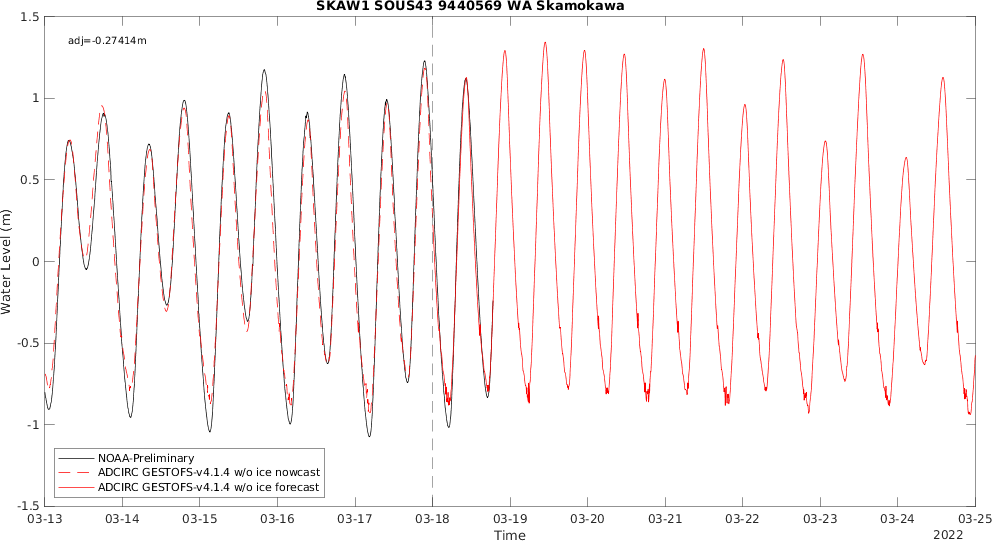 SKAW1 SOUS43 9440569 WA Skamokawa
adj=-0.27414m
1.5
1
0.5
0
-0.5
-1
-1.5
Water Level (m)
NOAA-Preliminary
ADCIRC GESTOFS-v4.1.4 w/o ice nowcast
ADCIRC GESTOFS-v4.1.4 w/o ice forecast
03-13 03-14 03-15 03-16 03-17 03-18 03-19 03-20 03-21 03-22 03-23 03-24 03-25
Time
2022